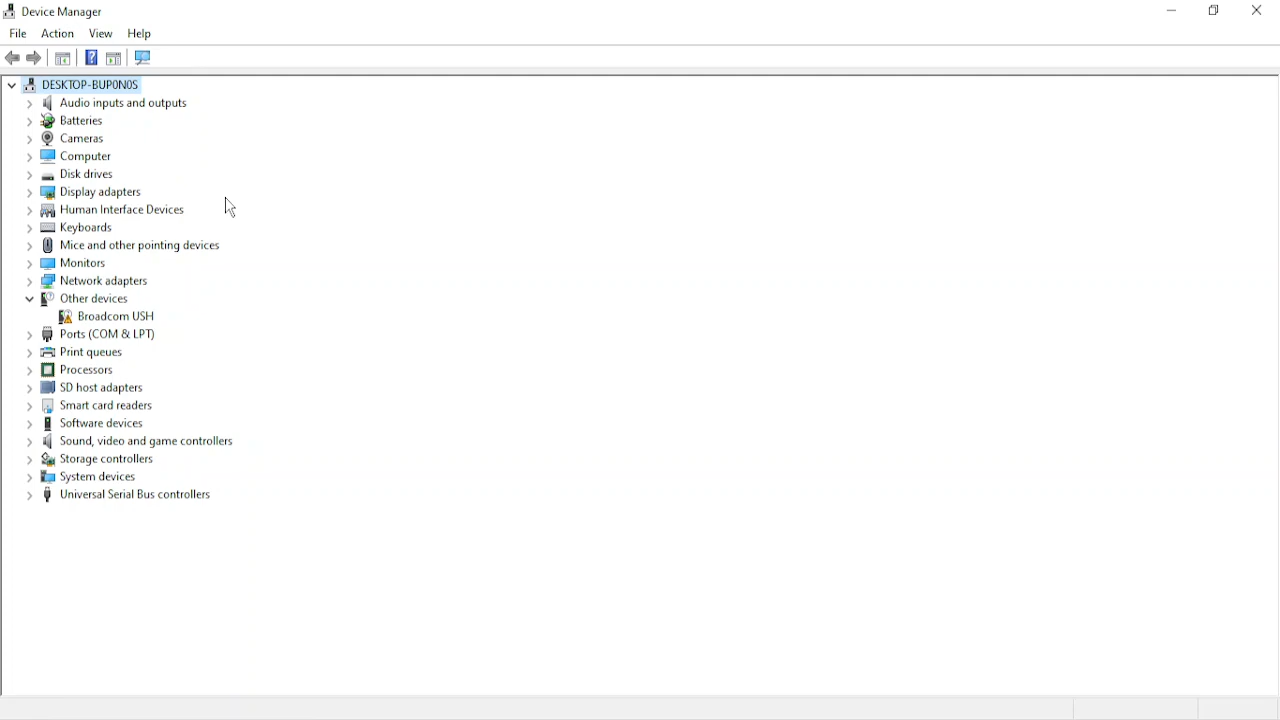 Device Manager
File Action View Help
DESKTOP-BUP0N0S
Audio inputs and outputs
Batteries
Cameras
Computer
Disk drives
Display adapters
Human Interface Devices
Keyboards
Mice and other pointing devices
Monitors
Network adapters
Other devices
Broadcom USH
Ports (COM & LPT)
Print queues
Processors
SD host adapters
Smart card readers
Software devices
Sound, video and game controllers
Storage controllers
System devices
Universal Serial Bus controllers